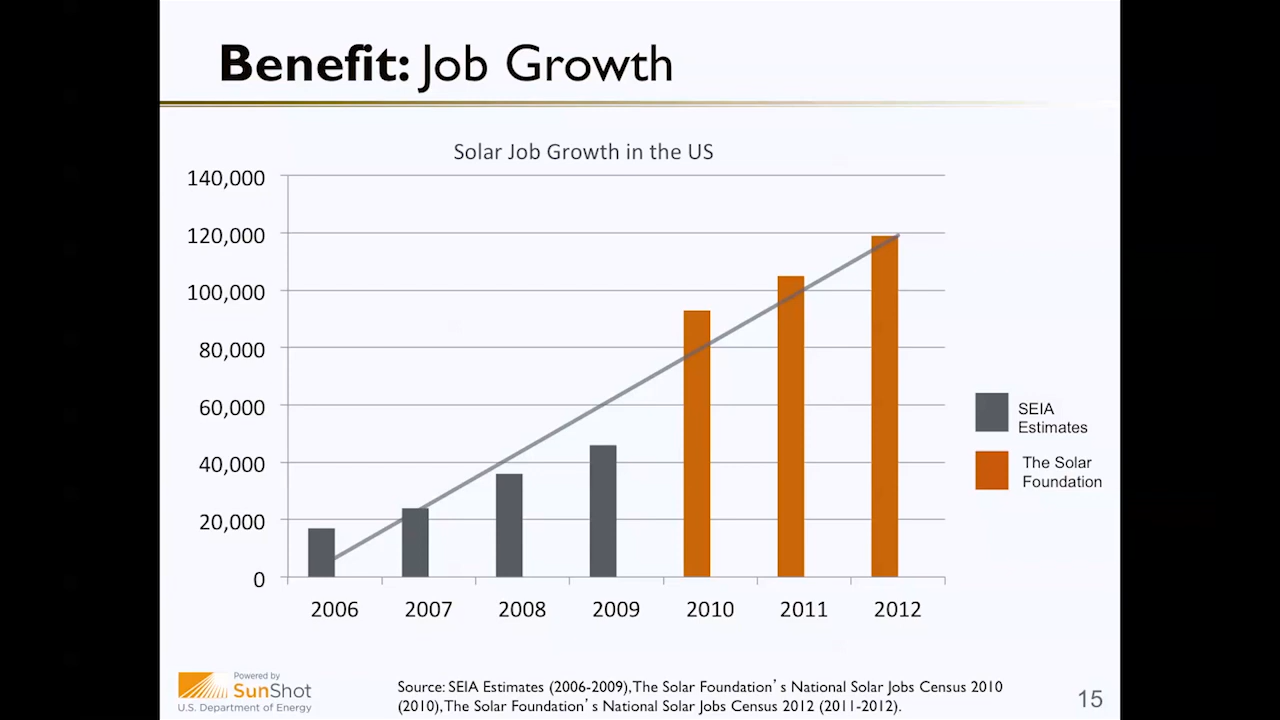 Benefit: Job Growth
Solar Job Growth in the US
140,000
120,000
100,000
80,000
60,000
40,000
20,000
0
2006 2007 2008 2009 2010 2011 2012
SEIA
Estimates
The Solar
Foundation
Powered by
SunShot
U.S. Department of Energy
Source: SEIA Estimates (2006-2009),The Solar Foundation’s National Solar Jobs Census 2010
(2010),The Solar Foundation’s National Solar Jobs Census 2012 (2011-2012).
15